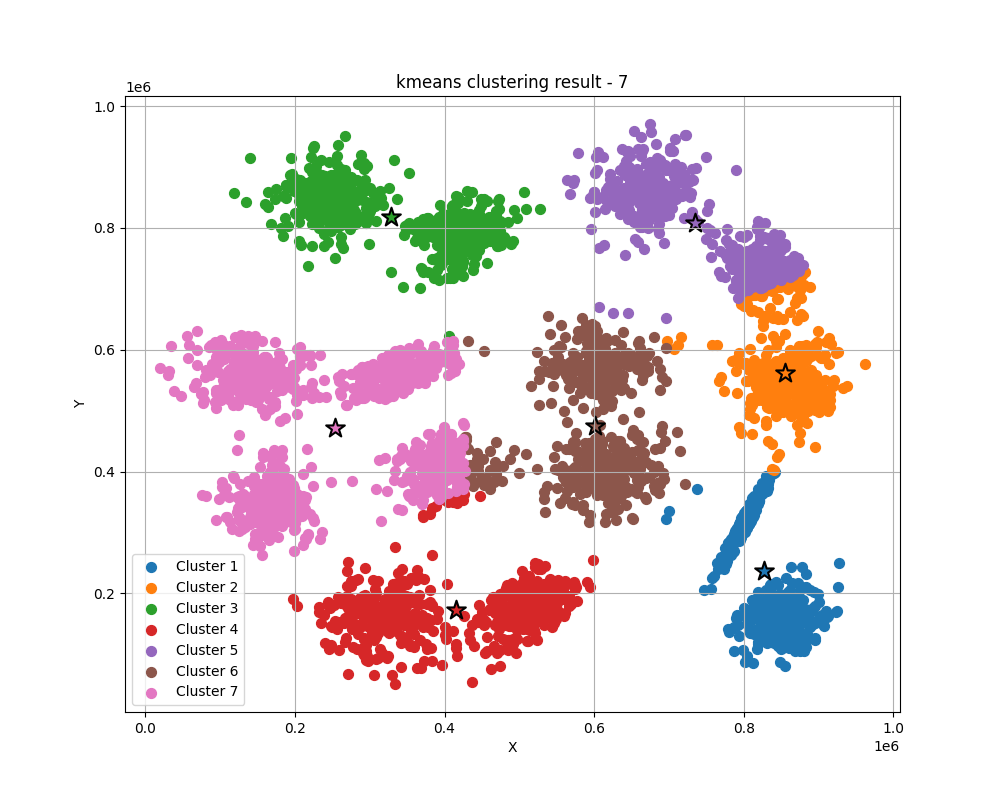 kmeans clustering result - 7
1e6
1.0
0.8
0.6
0.4
0.2
Y
Cluster 1
Cluster 2
Cluster 3
Cluster 4
Cluster 5
Cluster 6
Cluster 7
0.0 0.2 0.4 0.6 0.8 1.0
X
1e6